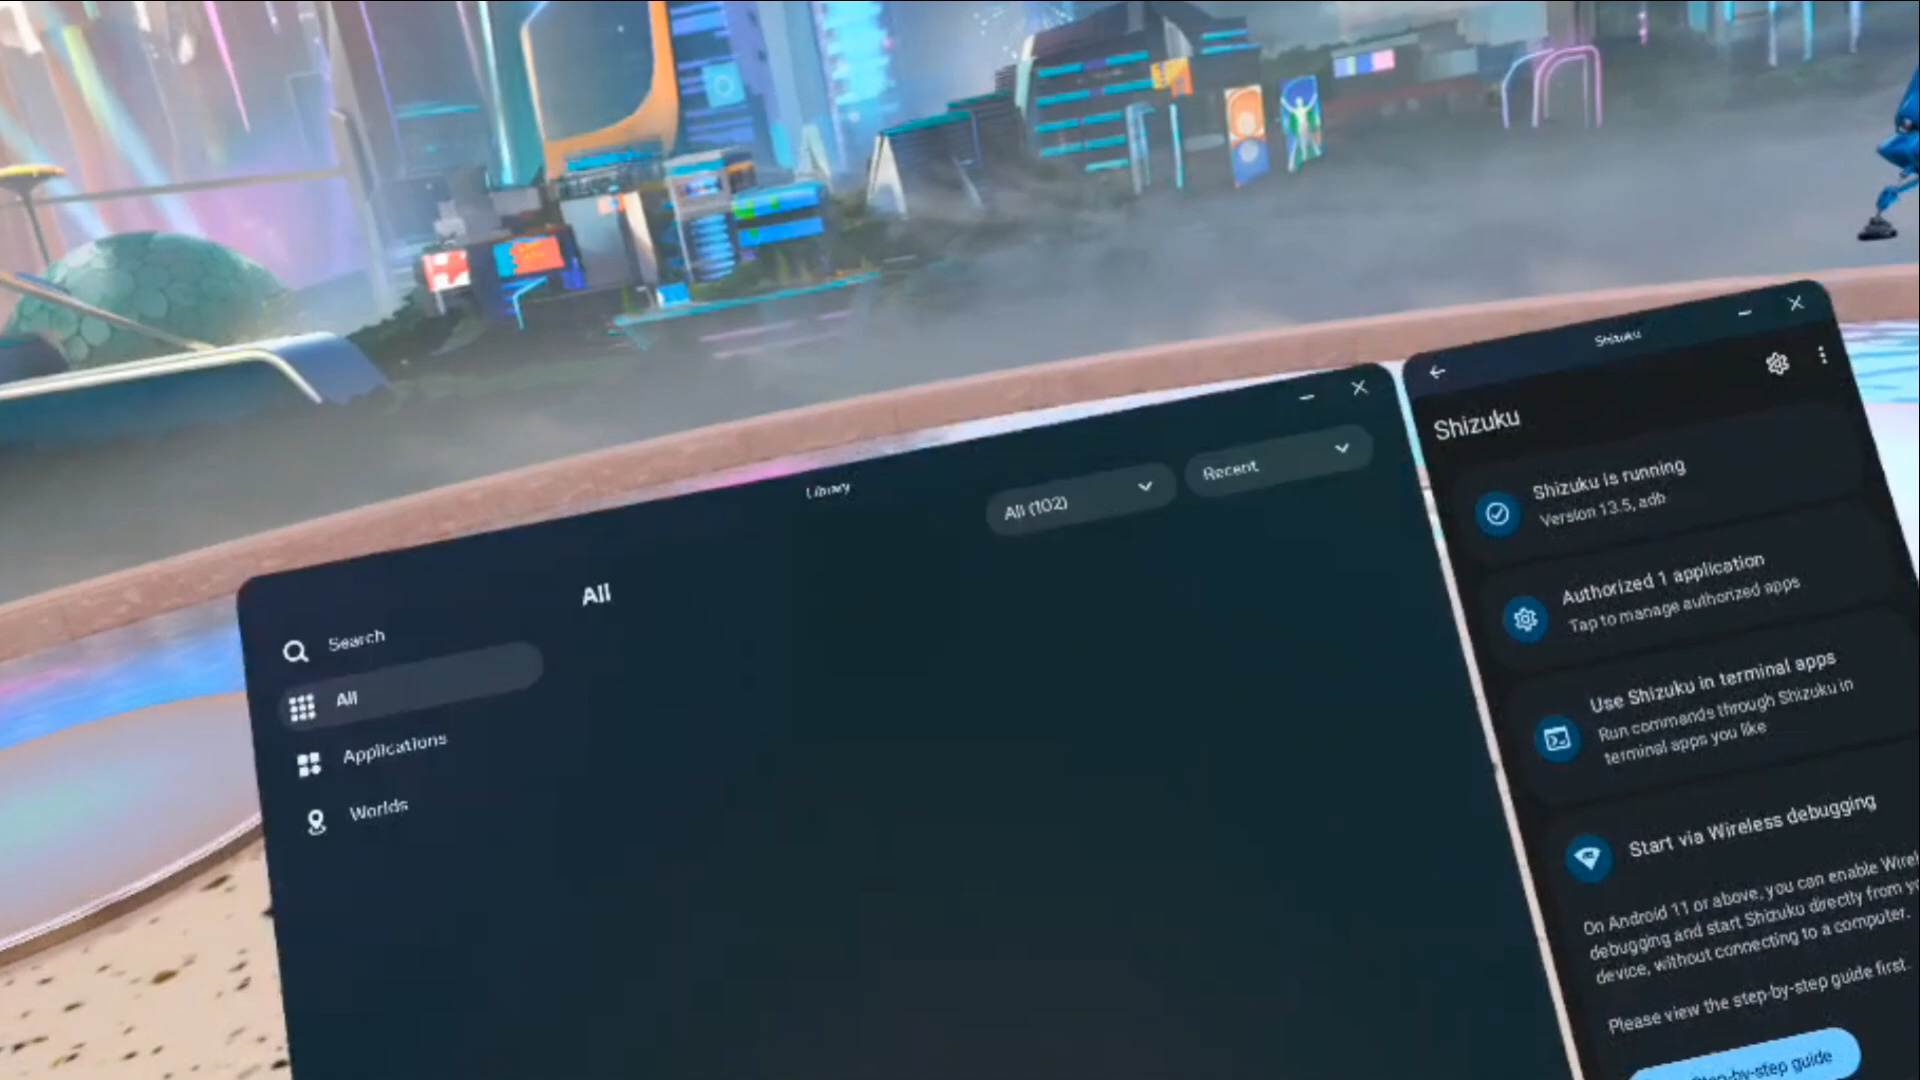 Library
All (102)
Recent
All
Search
All
Applications
Worlds
Shizuku
Shizuku
Shizuku is running
Version 13.5, adb
Authorized 1 application
Tap to manage authorized apps
Use Shizuku in terminal apps
Run commands through Shizuku in
terminal apps you like
Start via Wireless debugging
On Android 11 or above, you can enable Wirel
debugging and start Shizuku directly from yo
device, without connecting to a computer.
Please view the step-by-step guide first.
Step-by-step guide